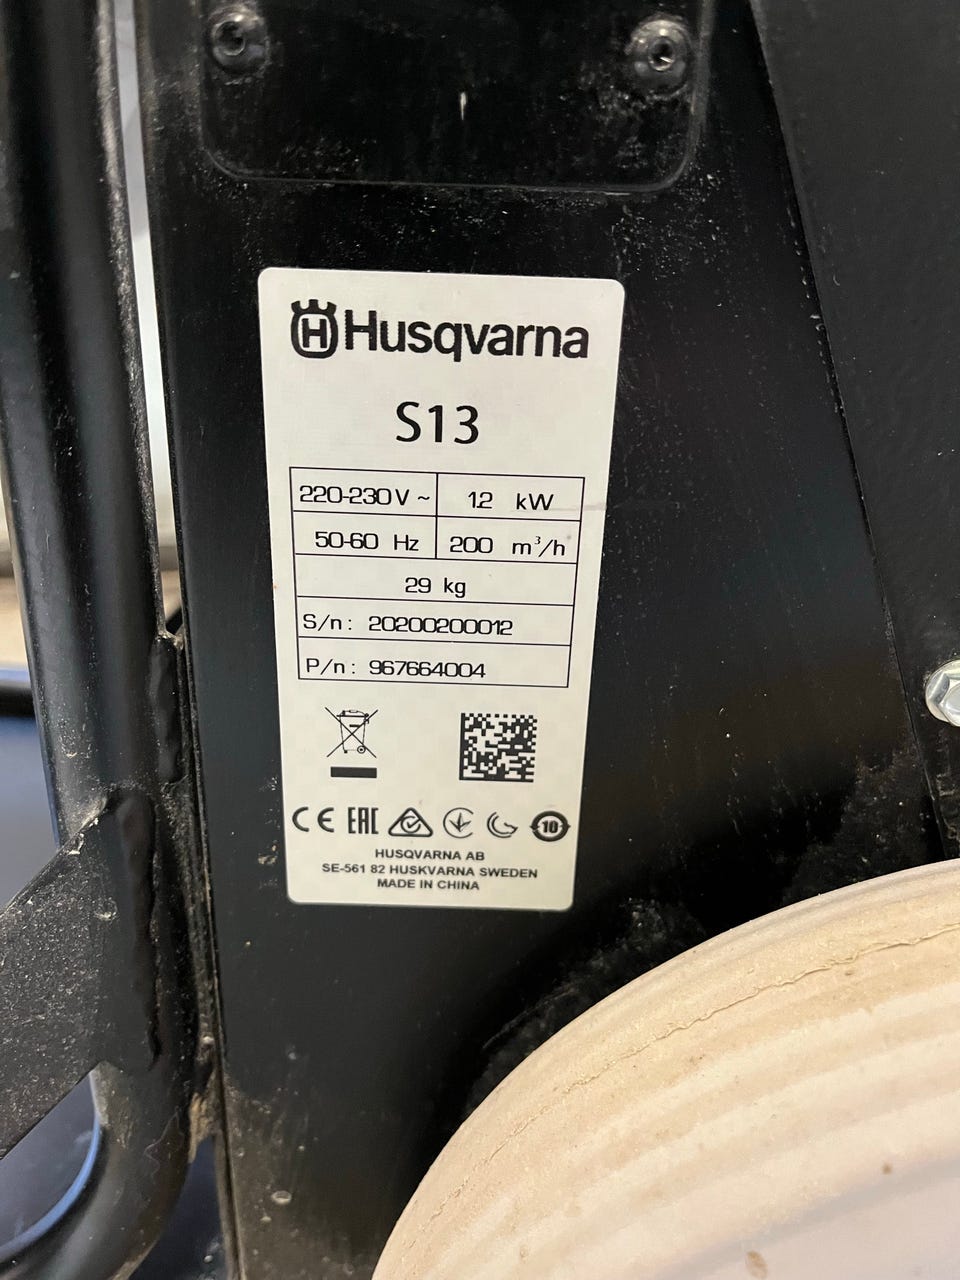 Husqvarna
S13
220-230V ~ 1.2 kW
50-60 Hz 200 m³/h
29 kg
S/n: 20200200012
P/n: 967664004
CE EAC 10
HUSQVARNA AB
SE-561 82 HUSKVARNA SWEDEN
MADE IN CHINA